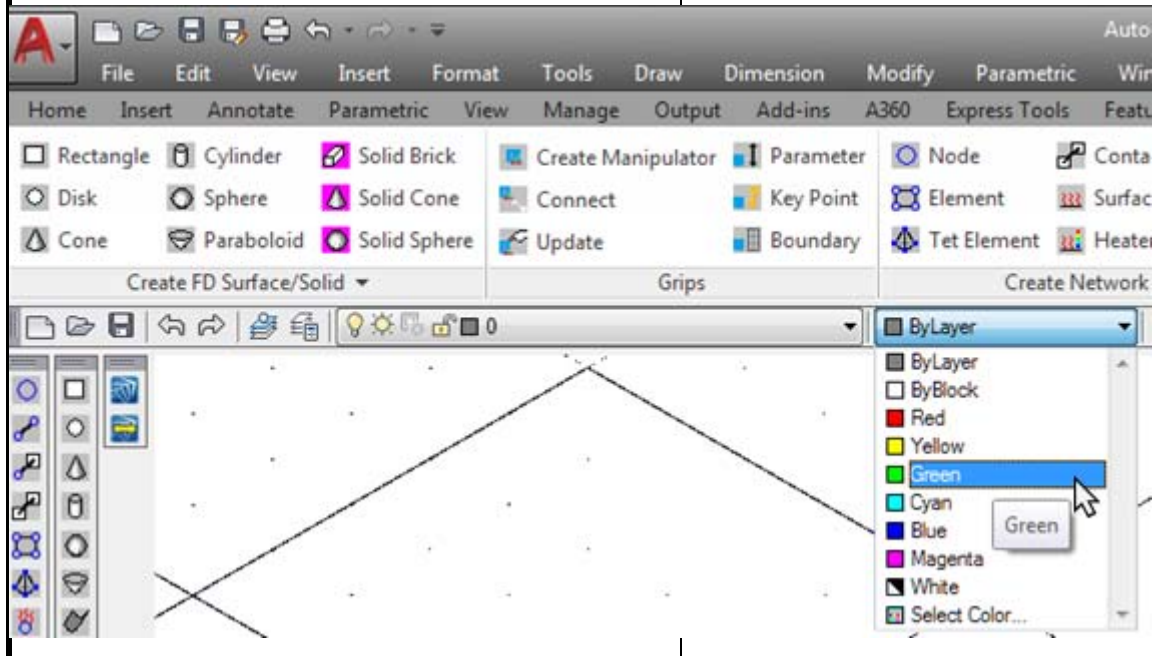 Auto
File Edit View Insert Format Tools Draw Dimension Modify Parametric
Home Insert Annotate Parametric View Manage Output Add-ins A360 Express Tools
Rectangle Cylinder Solid Brick Create Manipulator Parameter Node
Disk Sphere Solid Cone Connect Key Point Element
Cone Paraboloid Solid Sphere Update Boundary Tet Element Heater
Create FD Surface/Solid Grips Create Network
0 ByLayer
ByLayer
ByBlock
Red
Yellow
Green
Cyan
Green
Blue
Magenta
White
Select Color...